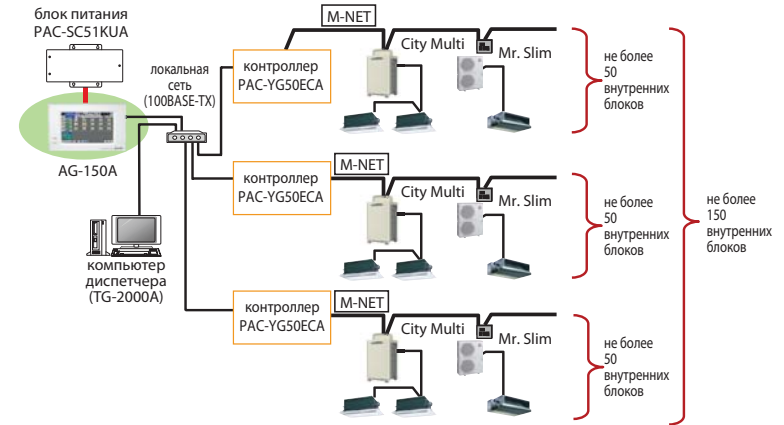 блок питания
PAC-SC51KUA
AG-150A
локальная
сеть
(100BASE-TX)
компьютер
диспетчера
(TG-2000A)
контроллер
PAC-YG50ECA
M-NET
City Multi
Mr. Slim
не более
50
внутренних
блоков
контроллер
PAC-YG50ECA
M-NET
City Multi
Mr. Slim
не более
50
внутренних
блоков
контроллер
PAC-YG50ECA
M-NET
City Multi
Mr. Slim
не более
50
внутренних
блоков
не более
150
внутренних
блоков